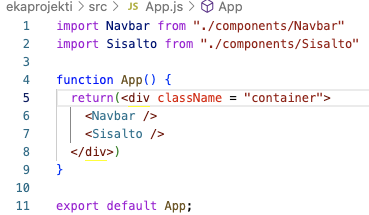 ekaprojekti > src > JS App.js > App
1 import Navbar from "./components/Navbar"
2 import Sisalto from "./components/Sisalto"
3
4 function App() {
5   return(<div className = "container">
6     <Navbar />
7     <Sisalto />
8   </div>)
9 }
10
11 export default App;